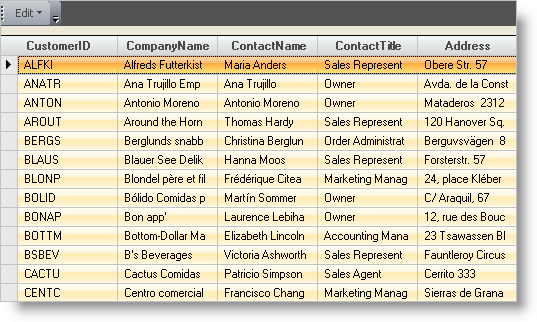 Edit
CustomerID CompanyName ContactName ContactTitle Address
ALFKI Alfreds Futterkist Maria Anders Sales Represent Obere Str. 57
ANATR Ana Trujillo Emp Ana Trujillo Owner Avda. de la Const
ANTON Antonio Moreno Antonio Moreno Owner Mataderos 2312
AROUT Around the Horn Thomas Hardy Sales Represent 120 Hanover Sq.
BERGS Berglunds snabb Christina Berglun Order Administrat Berguvsvägen 8
BLAUS Blauer See Delik Hanna Moos Sales Represent Forsterstr. 57
BLONP Blondel père et fil Frédérique Citea Marketing Manag 24, place Kléber
BOLID Bólido Comidas p Martín Sommer Owner C/ Araquil, 67
BONAP Bon app' Laurence Lebiha Owner 12, rue des Bouc
BOTTM Bottom-Dollar Ma Elizabeth Lincoln Accounting Mana 23 Tsawassen Bl
BSBEV B's Beverages Victoria Ashworth Sales Represent Fauntleroy Circus
CACTU Cactus Comidas Patricio Simpson Sales Agent Cerrito 333
CENTC Centro comercial Francisco Chang Marketing Manag Sierras de Grana